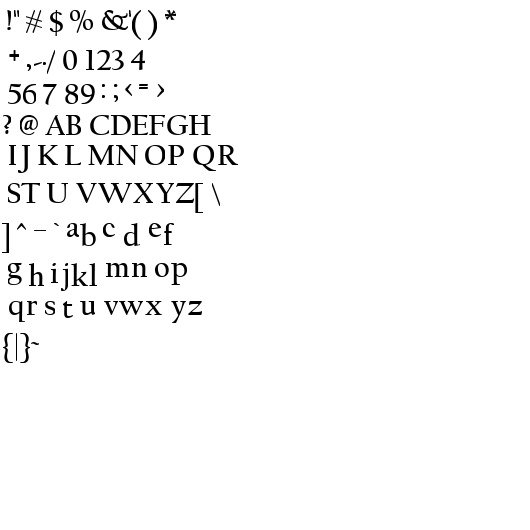 !" # $ % &'( ) *
+ ,-./ 0 123 4
56 7 89 : ; < = >
? @ AB CDEFGH
IJ K L MN OP QR
ST U VWXYZ[ \
] ^ _ ` ab c d ef
g h ijkl mn op
qr s t u vwx yz
{|}~